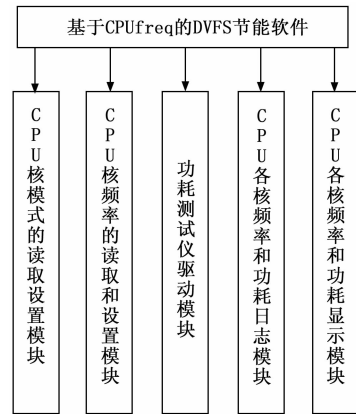 基于CPUfreq的DVFS节能软件
CPU核模式的读取设置模块
CPU核频率的读取和设置模块
功耗测试仪驱动模块
CPU各核频率和功耗日志模块
CPU各核频率和功耗显示模块